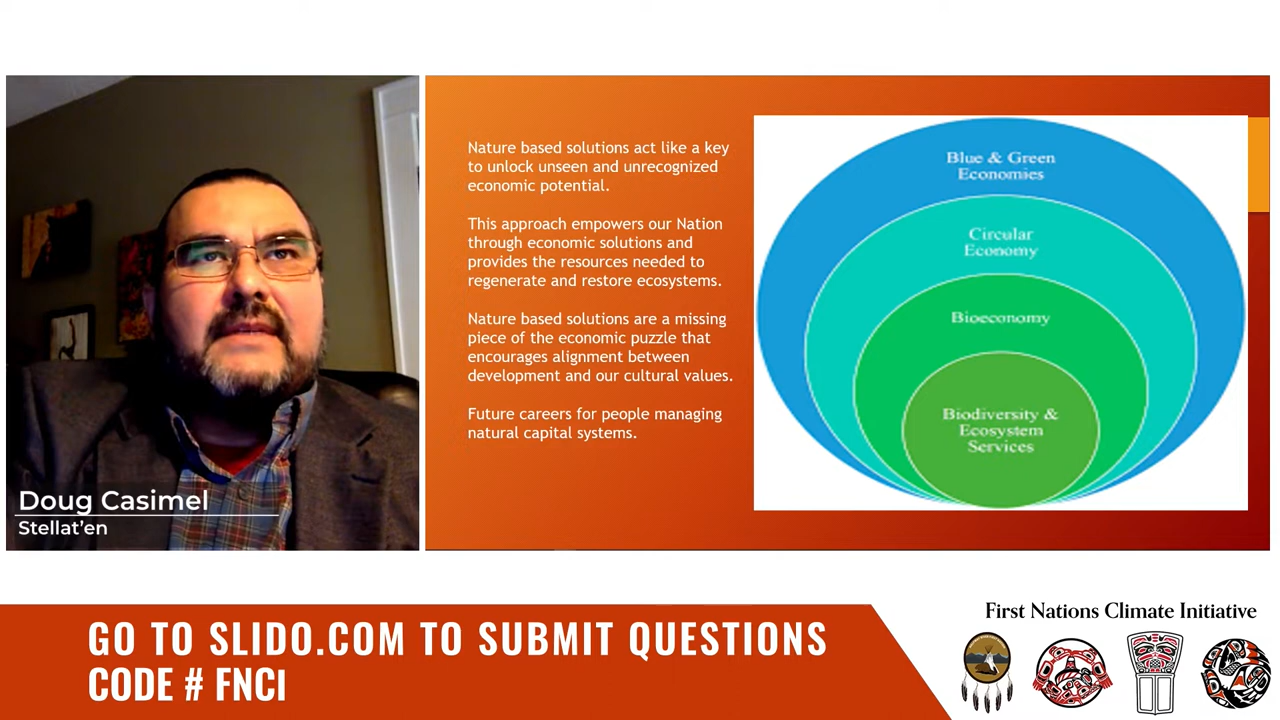 Nature based solutions act like a key
to unlock unseen and unrecognized
economic potential.
This approach empowers our Nation
through economic solutions and
provides the resources needed to
regenerate and restore ecosystems.
Nature based solutions are a missing
piece of the economic puzzle that
encourages alignment between
development and our cultural values.
Future careers for people managing
natural capital systems.
Blue & Green
Economies
Circular
Economy
Bioeconomy
Biodiversity &
Ecosystem
Services
Doug Casimel
Stellat’en
GO TO SLIDO.COM TO SUBMIT QUESTIONS
CODE # FNCI
First Nations Climate Initiative